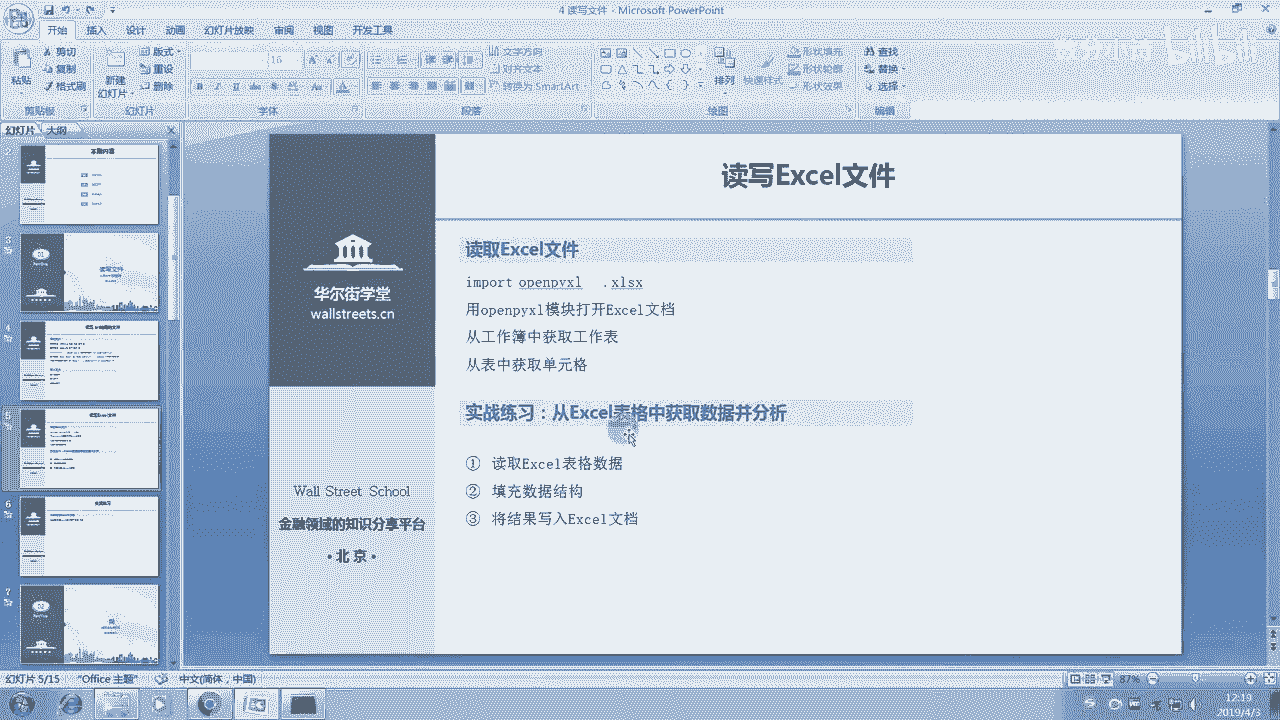 4 读写文件 - Microsoft PowerPoint
开始 插入 设计 动画 幻灯片放映 审阅 视图 开发工具
剪切
复制
格式刷
粘贴
剪贴板
新建
幻灯片
版式
重设
删除
幻灯片
16
字体
文字方向
对齐文本
转换为 SmartArt
段落
排列
快速样式
形状填充
形状轮廓
形状效果
绘图
查找
替换
选择
编辑
bilibili
幻灯片 大纲
3
4
5
6
7
读写文件
华尔街学堂
wallstreets.cn
Wall Street School
金融领域的知识分享平台
• 北 京 •
读写Excel文件
读取Excel文件
import openpyxl .xlsx
用openpyxl模块打开Excel文档
从工作簿中获取工作表
从表中获取单元格
实战练习：从Excel表格中获取数据并分析
① 读取Excel表格数据
② 填充数据结构
③ 将结果写入Excel文档
幻灯片 5/15 "Office 主题" 中文(简体，中国)
87%
12:19
2019/4/3